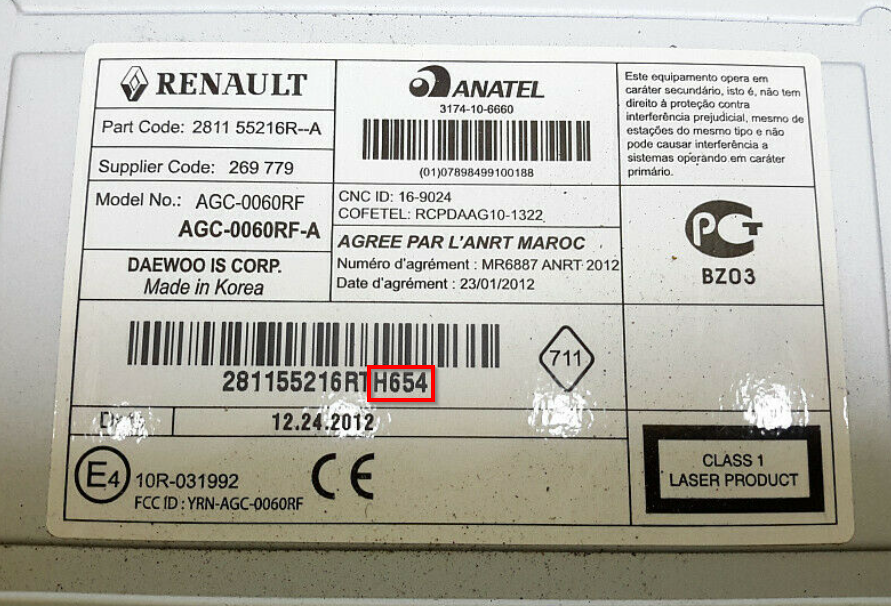 RENAULT
Part Code: 2811 55216R--A
Supplier Code: 269 779
Model No.: AGC-0060RF
AGC-0060RF-A
DAEWOO IS CORP.
Made in Korea
ANATEL
3174-10-6660
(01)07898499100188
CNC ID: 16-9024
COFETEL: RCPDAAG10-1322
AGREE PAR L'ANRT MAROC
Numéro d'agrément : MR6887 ANRT 2012
Date d'agrément : 23/01/2012
Este equipamento opera em
caráter secundário, isto é, não tem
direito à proteção contra
interferência prejudicial, mesmo de
estações do mesmo tipo e não
pode causar interferência a
sistemas operando em caráter
primário.
РСТ
BZ03
281155216RTH654
711
12.24.2012
E4
10R-031992
FCC ID : YRN-AGC-0060RF
CE
CLASS 1
LASER PRODUCT